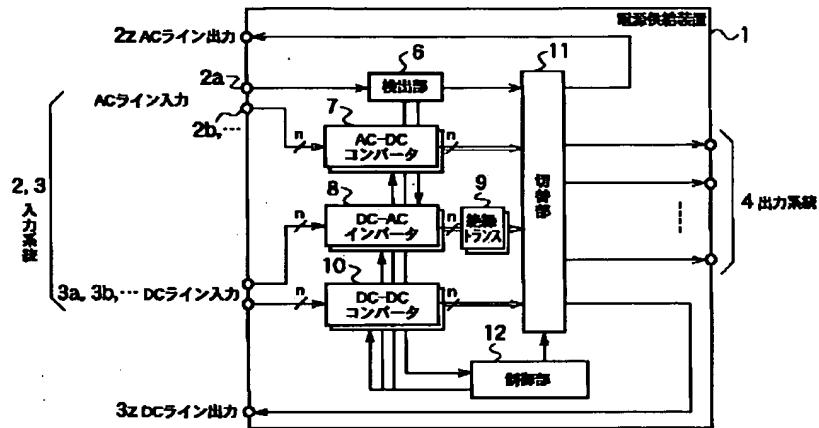 電源供給装置
1
2z ACライン出力
2a
ACライン入力
2b, …
6
検出部
11
7
n
AC-DC
コンバータ
n
8
n
DC-AC
インバータ
n
9
絶縁
トランス
切替部
2, 3
入力系統
4 出力系統
10
3a, 3b, … DCライン入力
n
DC-DC
コンバータ
n
12
制御部
3z DCライン出力